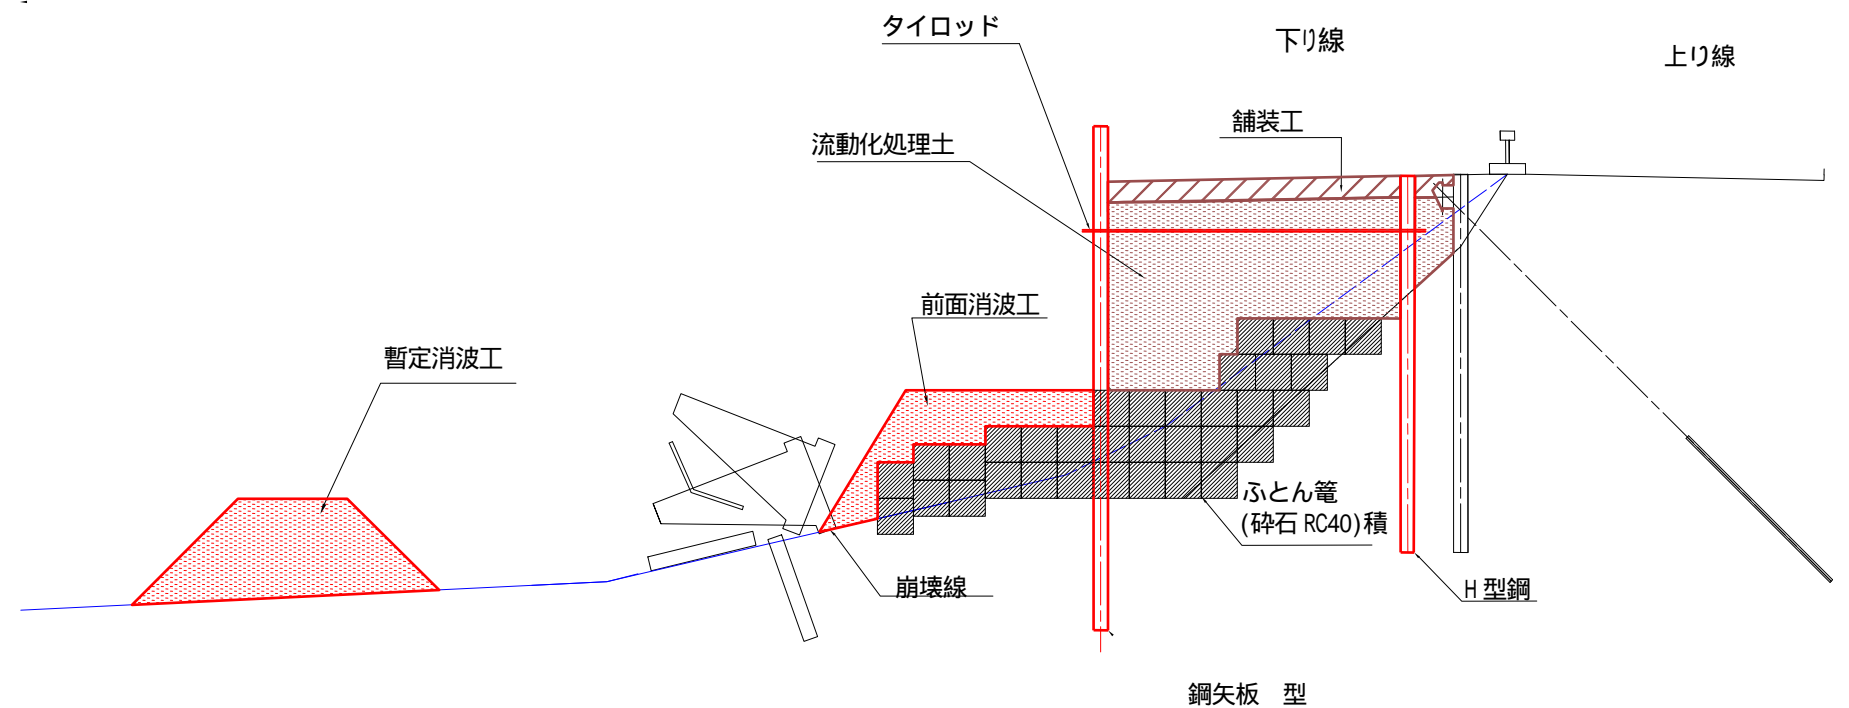 タイロッド
下り線
上り線
舗装工
流動化処理土
前面消波工
暫定消波工
ふとん篭
(砕石 RC40)積
崩壊線
H 型鋼
鋼矢板　型